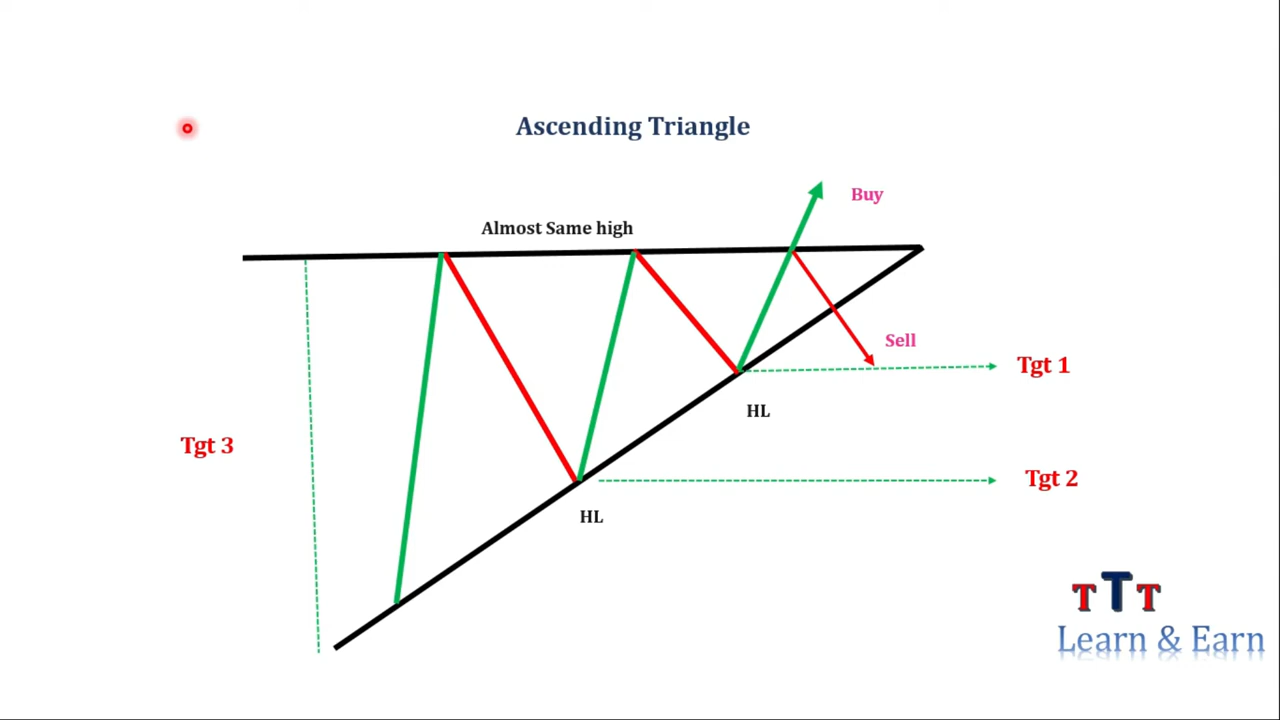 Ascending Triangle
Buy
Almost Same high
Sell
Tgt 1
HL
Tgt 3
Tgt 2
HL
TTT
Learn & Earn